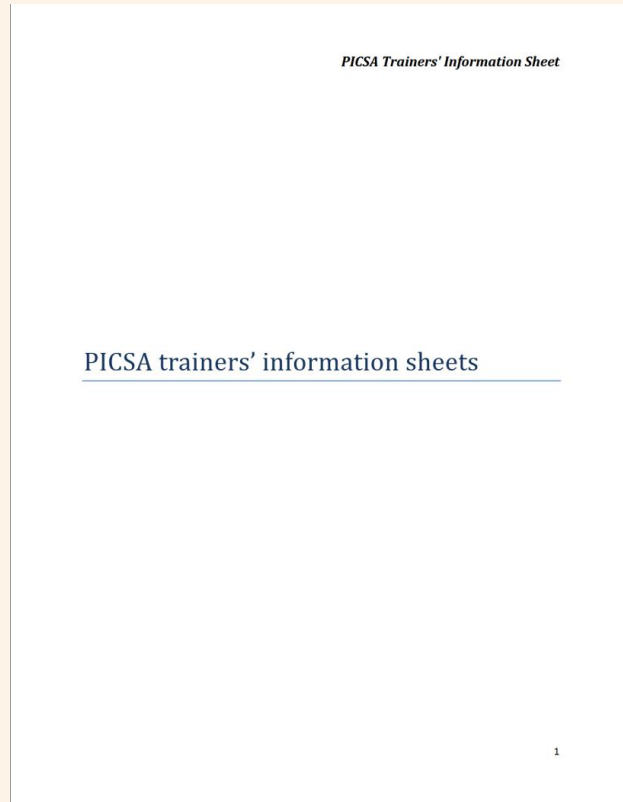 PICSA Trainers' Information Sheet
PICSA trainers’ information sheets
1